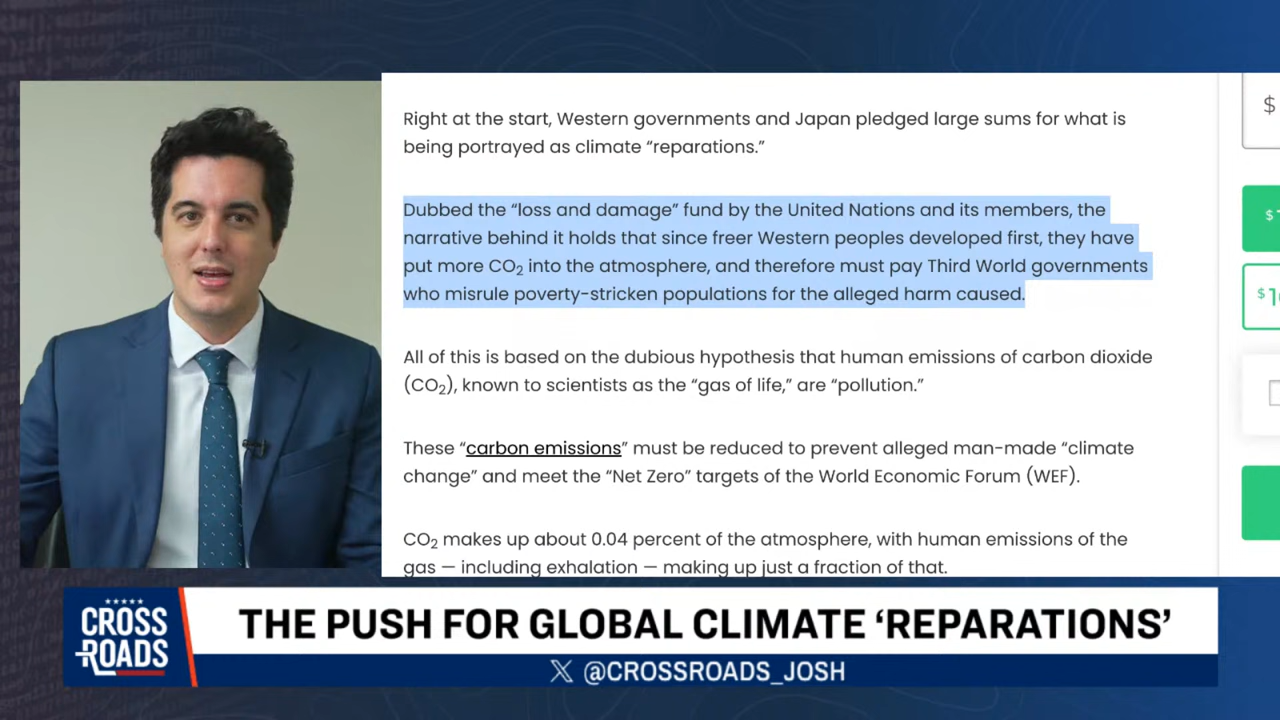 Right at the start, Western governments and Japan pledged large sums for what is
being portrayed as climate “reparations.”
Dubbed the “loss and damage” fund by the United Nations and its members, the
narrative behind it holds that since freer Western peoples developed first, they have
put more CO₂ into the atmosphere, and therefore must pay Third World governments
who misrule poverty-stricken populations for the alleged harm caused.
All of this is based on the dubious hypothesis that human emissions of carbon dioxide
(CO₂), known to scientists as the “gas of life,” are “pollution.”
These “carbon emissions” must be reduced to prevent alleged man-made “climate
change” and meet the “Net Zero” targets of the World Economic Forum (WEF).
CO₂ makes up about 0.04 percent of the atmosphere, with human emissions of the
gas — including exhalation — making up just a fraction of that.
$
$
$
CROSS
ROADS
THE PUSH FOR GLOBAL CLIMATE ‘REPARATIONS’
X @CROSSROADS_JOSH